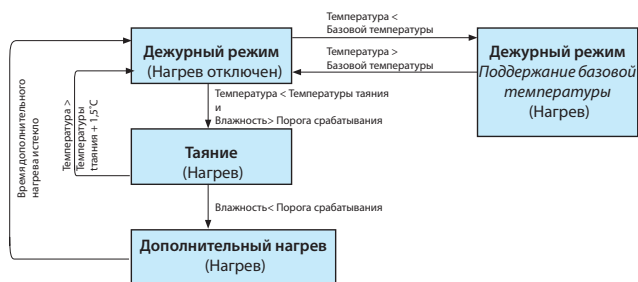 Температура <
Базовой температуры
Дежурный режим
(Нагрев отключен)
Температура >
Базовой температуры
Дежурный режим
Поддержание базовой
температуры
(Нагрев)
Температура < Температуры таяния
и
Влажность> Порога срабатывания
Время дополнительного
нагрева истекло
Температура >
Температуры
tтаяния + 1,5˚C
Таяние
(Нагрев)
Влажность< Порога срабатывания
Дополнительный нагрев
(Нагрев)